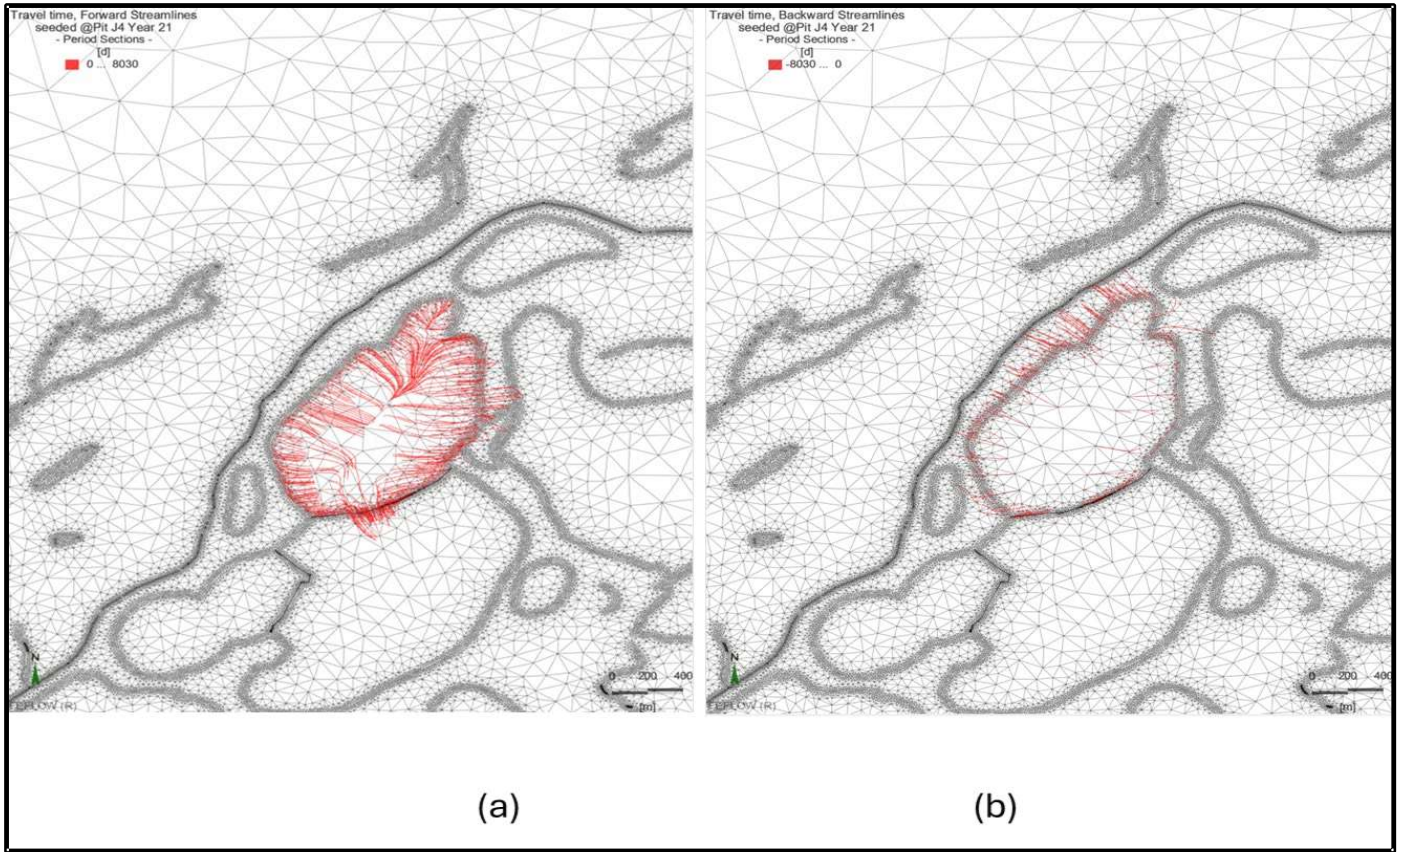 Travel time, Forward Streamlines
seeded @Pit J4 Year 21
- Period Sections -
[d]
0 ... 8030
N
0 200 400
[m]
FEFLOW (R)
Travel time, Backward Streamlines
seeded @Pit J4 Year 21
- Period Sections -
[d]
-8030 ... 0
N
0 200 400
[m]
FEFLOW (R)
(a)
(b)